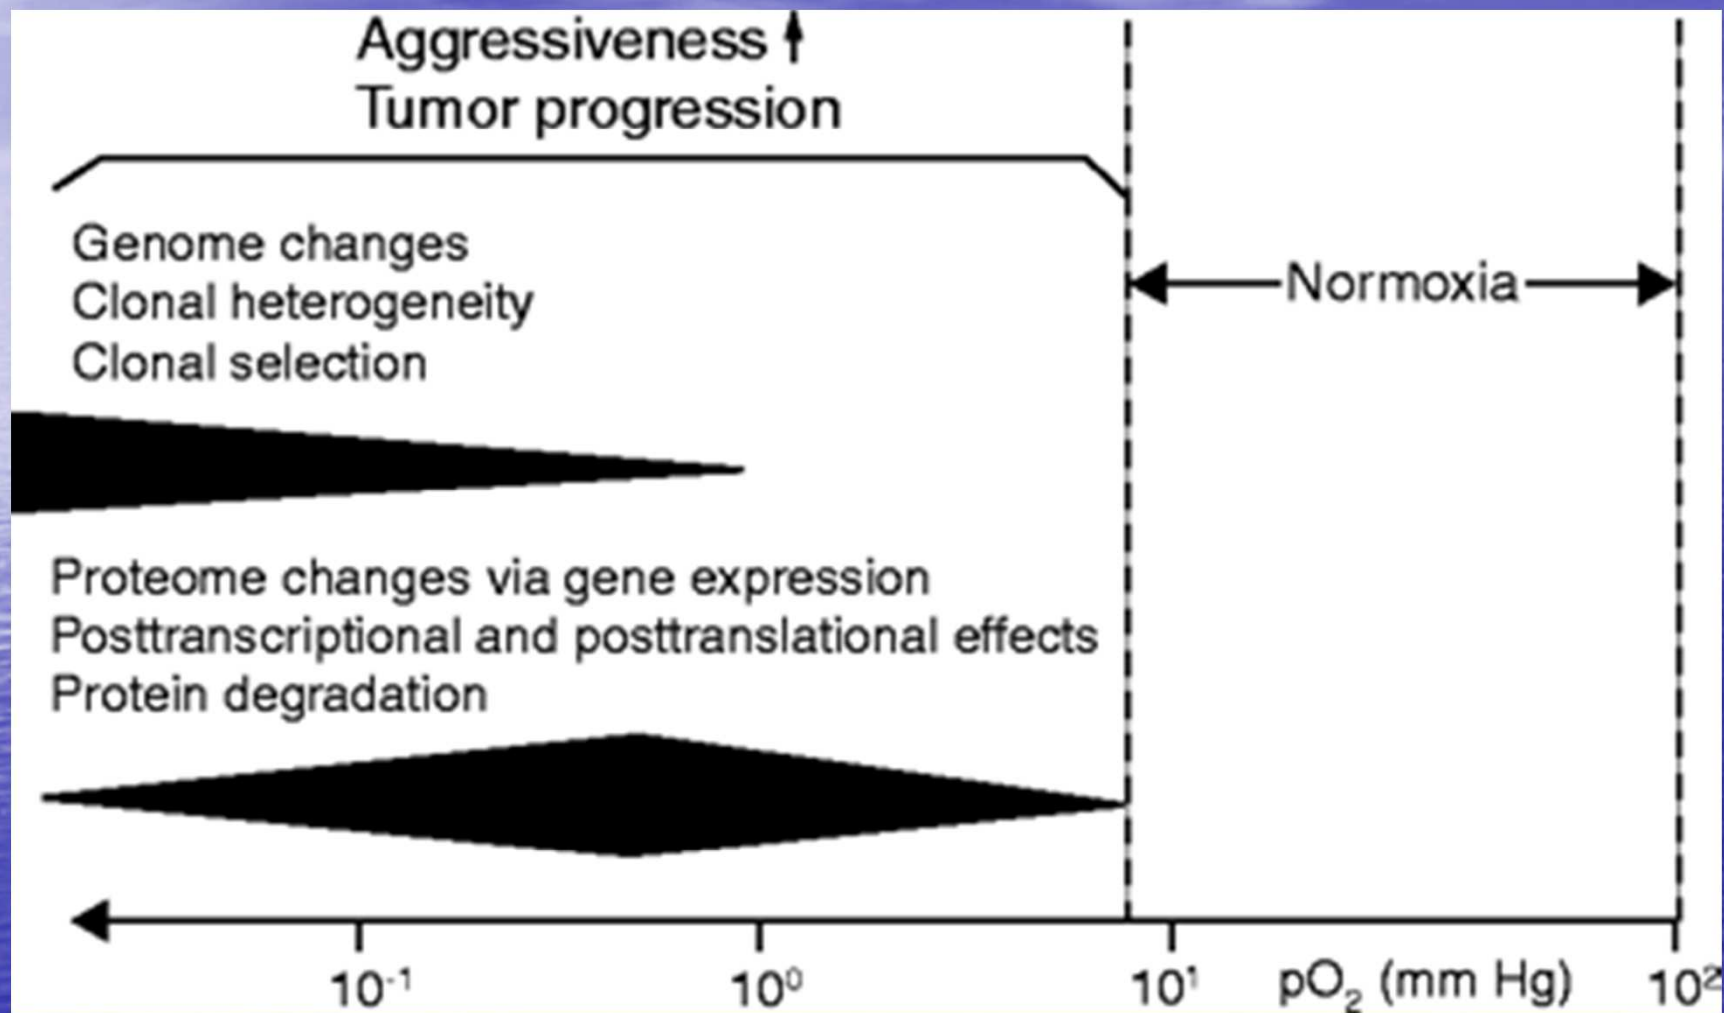 Aggressiveness ↑
Tumor progression
Genome changes
Clonal heterogeneity
Clonal selection
Normoxia
Proteome changes via gene expression
Posttranscriptional and posttranslational effects
Protein degradation
10⁻¹ 10⁰ 10¹ pO₂ (mm Hg) 10²